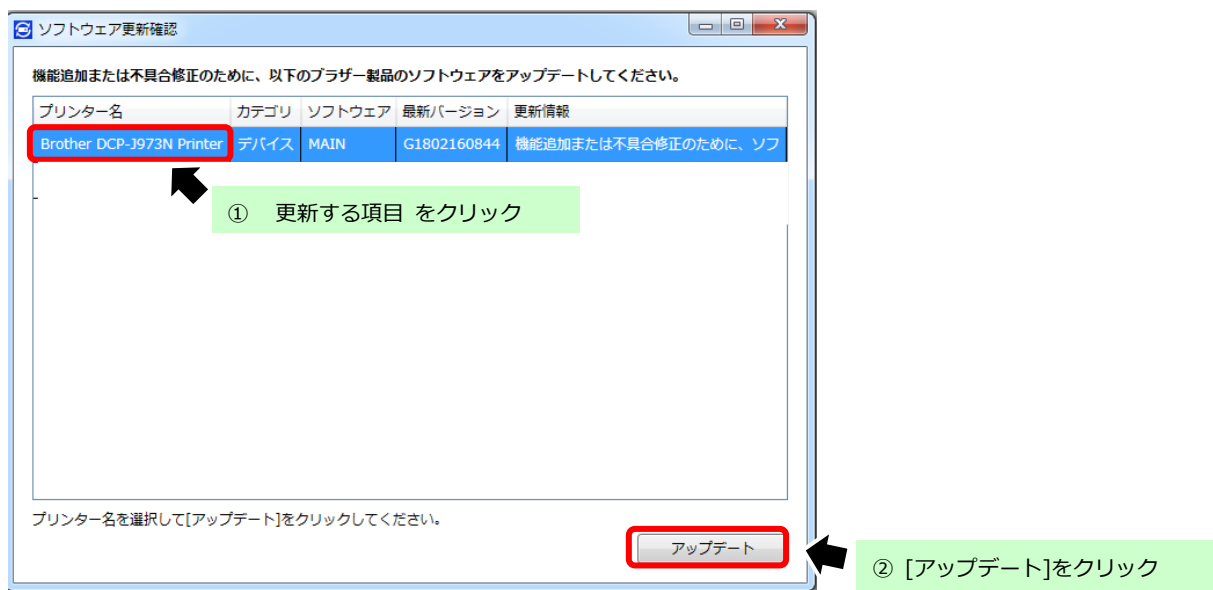 ソフトウェア更新確認
機能追加または不具合修正のために、以下のブラザー製品のソフトウェアをアップデートしてください。
プリンター名 カテゴリ ソフトウェア 最新バージョン 更新情報
Brother DCP-J973N Printer デバイス MAIN G1802160844 機能追加または不具合修正のために、ソフ
① 更新する項目 をクリック
プリンター名を選択して[アップデート]をクリックしてください。
アップデート
② [アップデート]をクリック